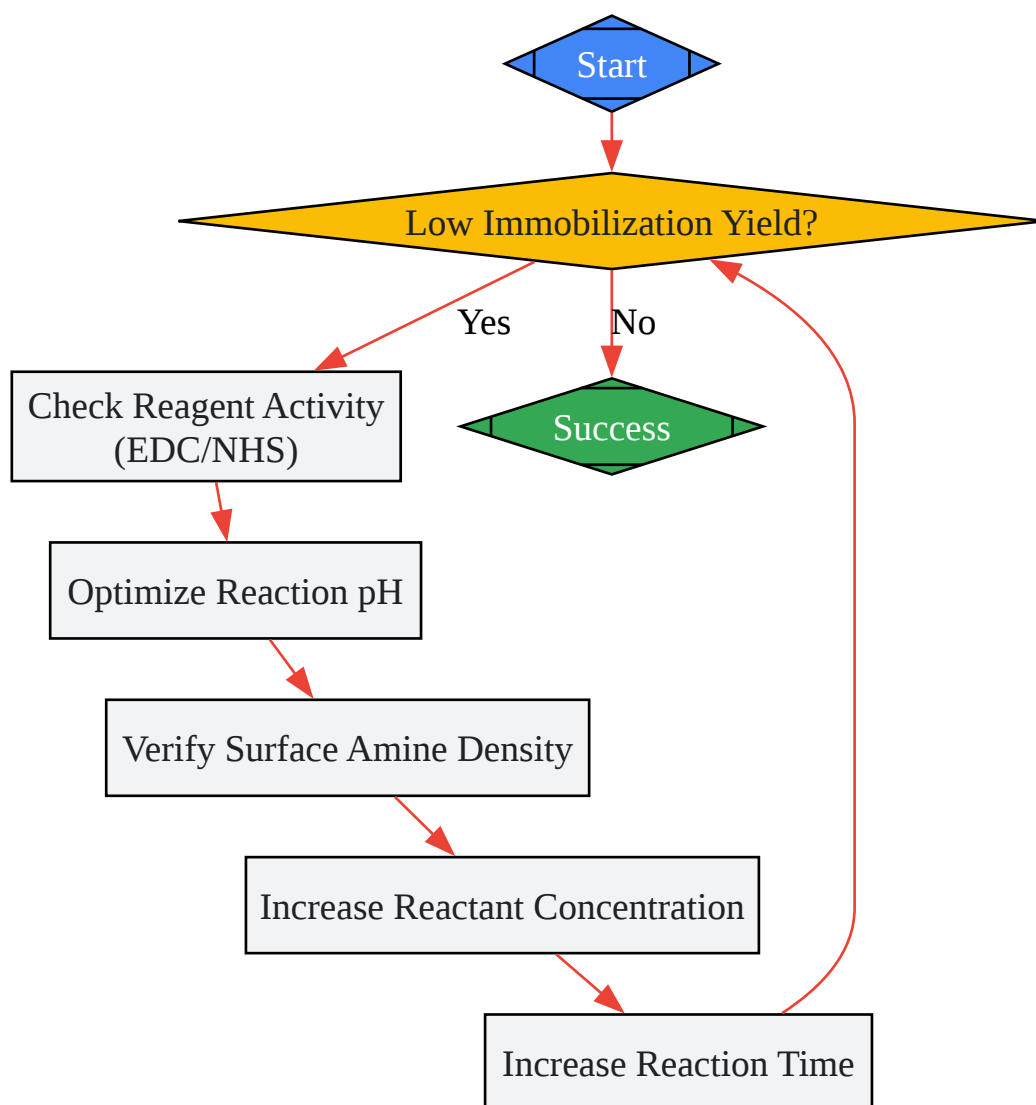 Start
Low Immobilization Yield?
Yes
No
Check Reagent Activity
(EDC/NHS)
Success
Optimize Reaction pH
Verify Surface Amine Density
Increase Reactant Concentration
Increase Reaction Time